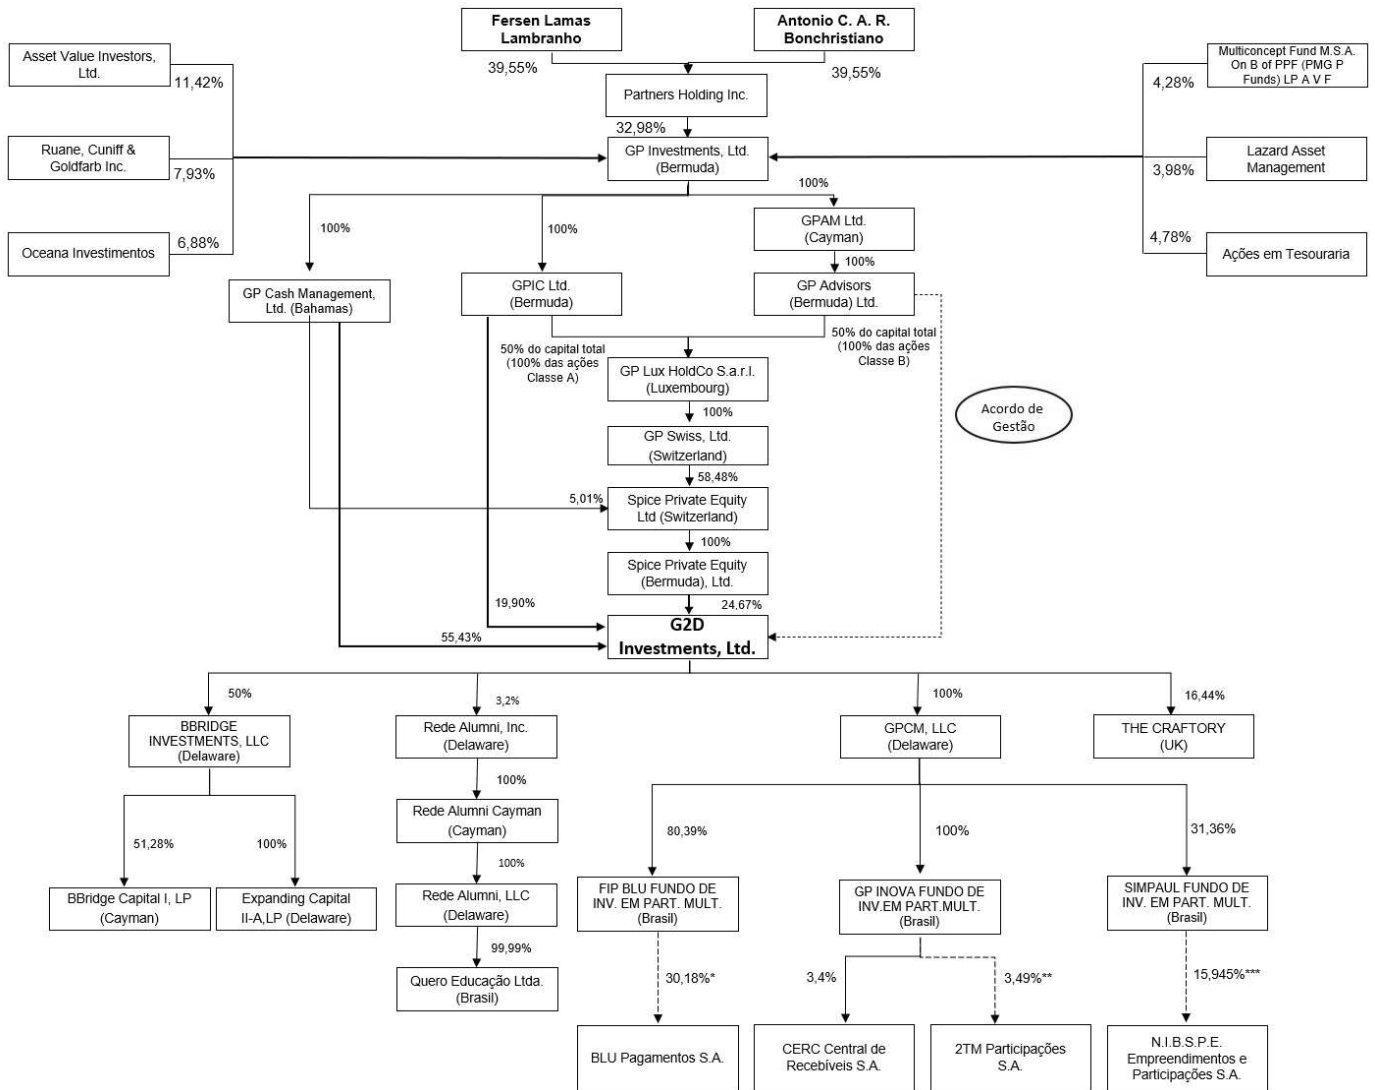 Fersen Lamas
Lambranho
Antonio C. A. R.
Bonchristiano
Asset Value Investors,
Ltd.
11,42%
39,55%
39,55%
Multiconcept Fund M.S.A.
On B of PPF (PMG P
Funds) LP A V F
4,28%
Partners Holding Inc.
32,98%
Ruane, Cuniff &
Goldfarb Inc.
7,93%
GP Investments, Ltd.
(Bermuda)
Lazard Asset
Management
3,98%
Oceana Investimentos
6,88%
100%
100%
100%
GPAM Ltd.
(Cayman)
4,78%
Ações em Tesouraria
100%
GP Cash Management,
Ltd. (Bahamas)
GPIC Ltd.
(Bermuda)
GP Advisors
(Bermuda) Ltd.
50% do capital total
(100% das ações
Classe A)
50% do capital total
(100% das ações
Classe B)
GP Lux HoldCo S.a.r.l.
(Luxembourg)
100%
Acordo de
Gestão
GP Swiss, Ltd.
(Switzerland)
58,48%
5,01%
Spice Private Equity
Ltd (Switzerland)
100%
Spice Private Equity
(Bermuda), Ltd.
19,90%
24,67%
55,43%
G2D
Investments, Ltd.
50%
3,2%
100%
16,44%
BBRIDGE
INVESTMENTS, LLC
(Delaware)
Rede Alumni, Inc.
(Delaware)
GPCM, LLC
(Delaware)
THE CRAFTORY
(UK)
100%
Rede Alumni Cayman
(Cayman)
51,28%
100%
80,39%
100%
31,36%
100%
BBridge Capital I, LP
(Cayman)
Expanding Capital
II-A,LP (Delaware)
Rede Alumni, LLC
(Delaware)
FIP BLU FUNDO DE
INV. EM PART. MULT.
(Brasil)
GP INOVA FUNDO DE
INV.EM PART.MULT.
(Brasil)
SIMPAUL FUNDO DE
INV. EM PART. MULT.
(Brasil)
99,99%
Quero Educação Ltda.
(Brasil)
30,18%*
3,4%
3,49%**
15,945%***
BLU Pagamentos S.A.
CERC Central de
Recebíveis S.A.
2TM Participações
S.A.
N.I.B.S.P.E.
Empreendimentos e
Participações S.A.